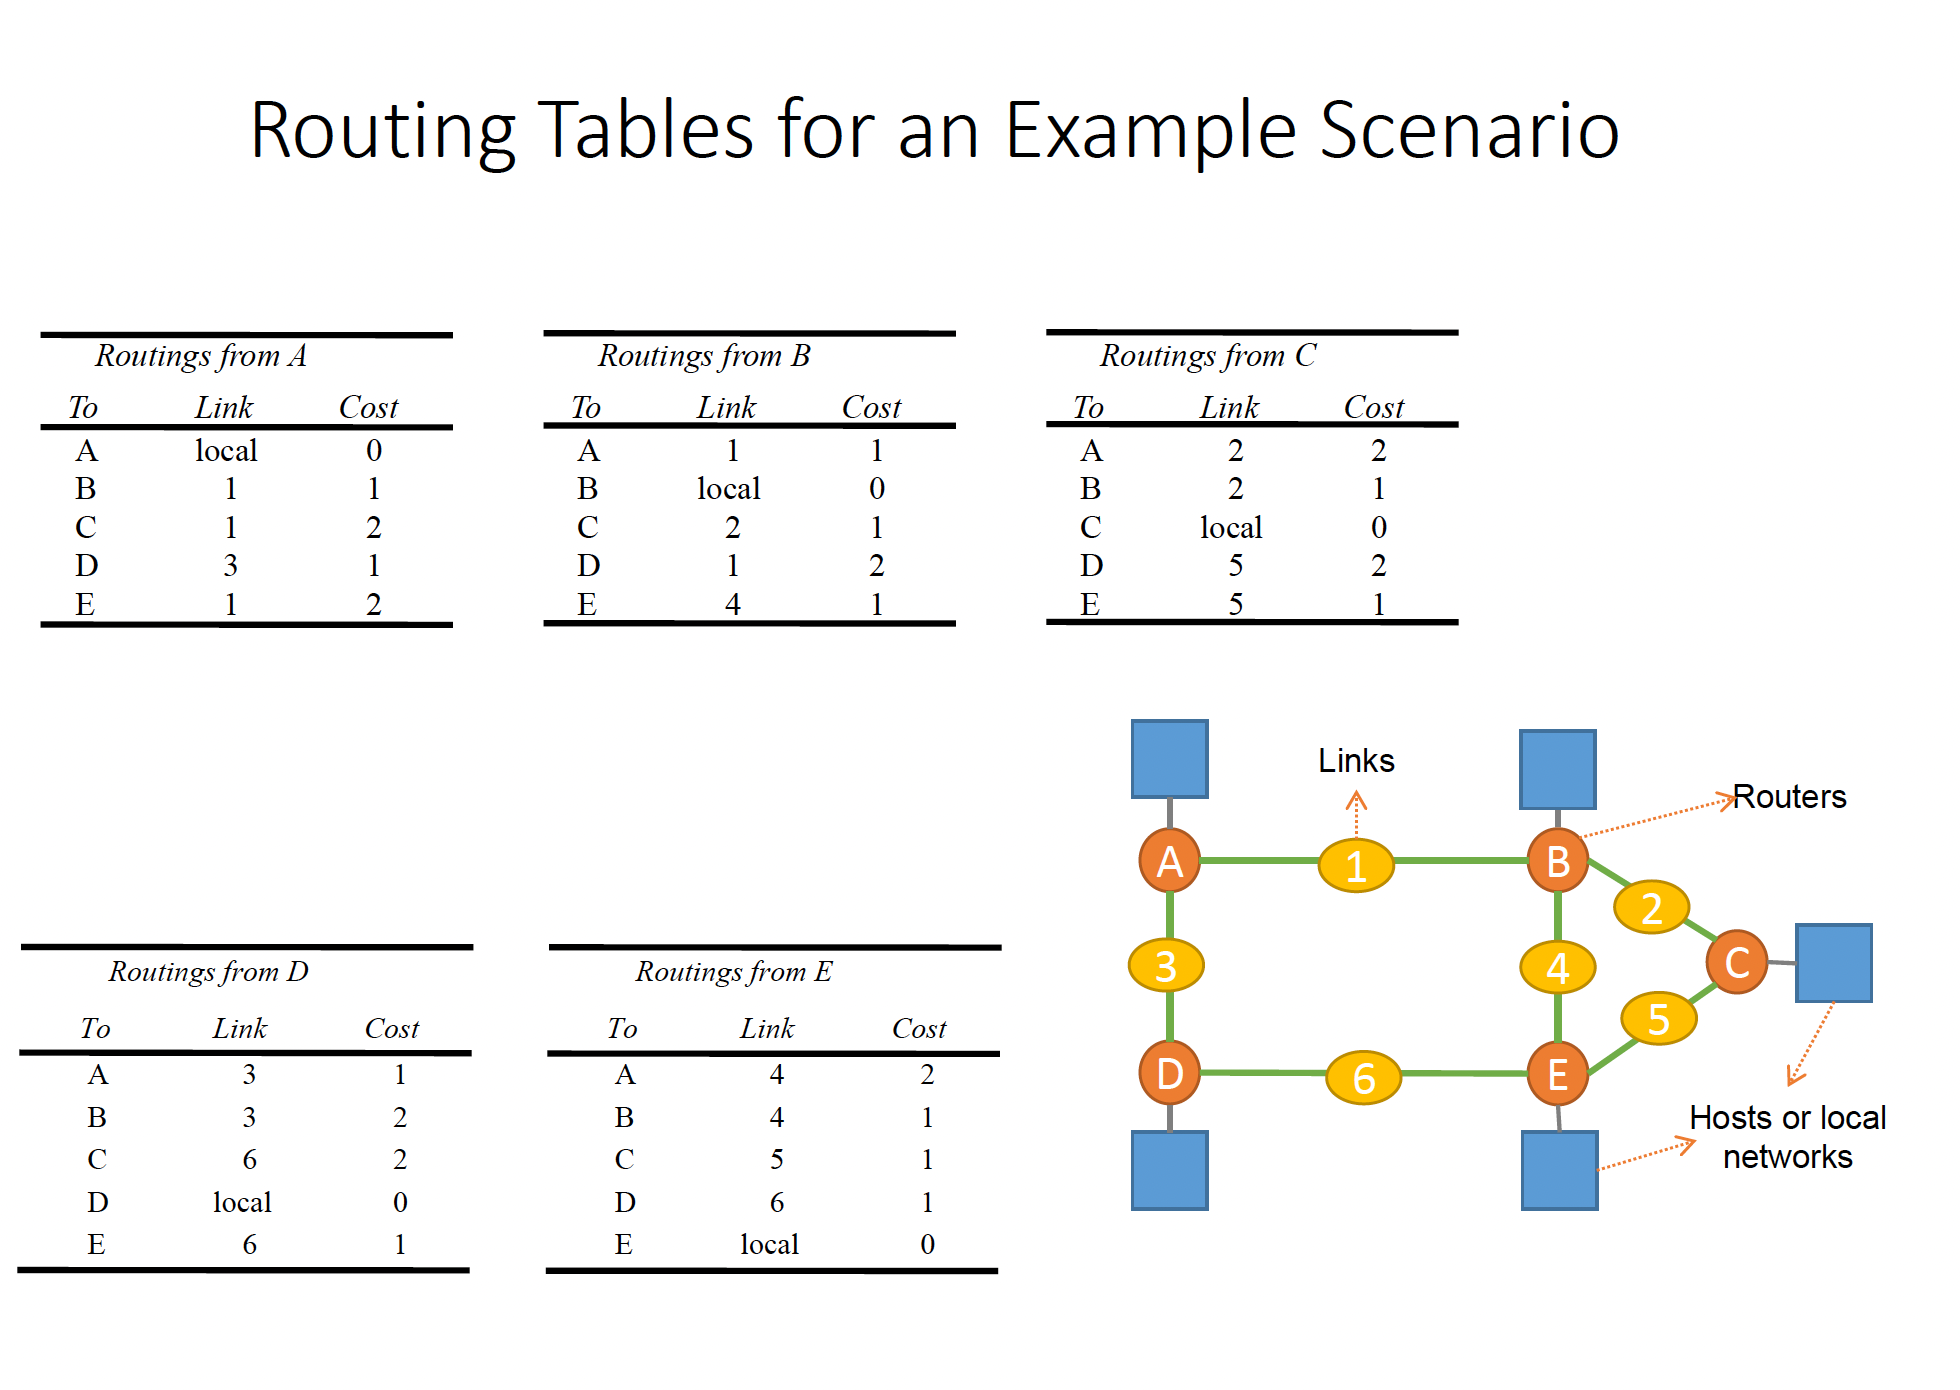 Routing Tables for an Example Scenario
Routings from A
To Link Cost
A local 0
B 1 1
C 1 2
D 3 1
E 1 2
Routings from B
To Link Cost
A 1 1
B local 0
C 2 1
D 1 2
E 4 1
Routings from C
To Link Cost
A 2 2
B 2 1
C local 0
D 5 2
E 5 1
Routings from D
To Link Cost
A 3 1
B 3 2
C 6 2
D local 0
E 6 1
Routings from E
To Link Cost
A 4 2
B 4 1
C 5 1
D 6 1
E local 0
Links
Routers
A 1 B
2
3 4 C
5
D 6 E
Hosts or local
networks